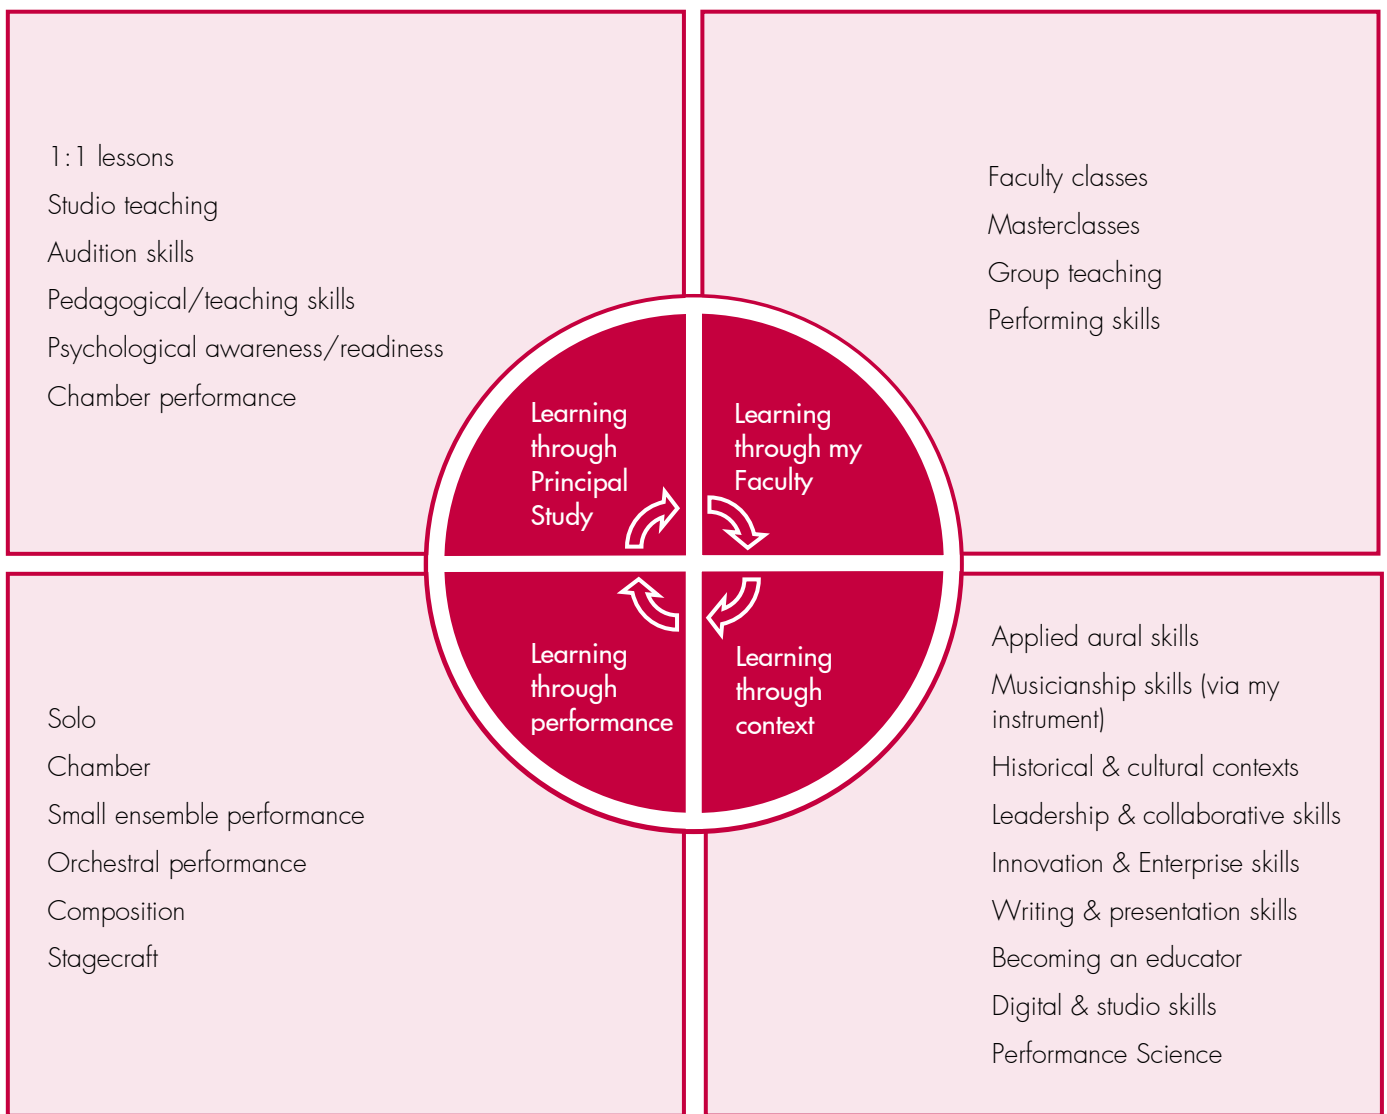 1:1 lessons
Studio teaching
Audition skills
Pedagogical/teaching skills
Psychological awareness/readiness
Chamber performance
Faculty classes
Masterclasses
Group teaching
Performing skills
Learning
through
Principal
Study
Learning
through my
Faculty
Learning
through
performance
Learning
through
context
Solo
Chamber
Small ensemble performance
Orchestral performance
Composition
Stagecraft
Applied aural skills
Musicianship skills (via my
instrument)
Historical & cultural contexts
Leadership & collaborative skills
Innovation & Enterprise skills
Writing & presentation skills
Becoming an educator
Digital & studio skills
Performance Science